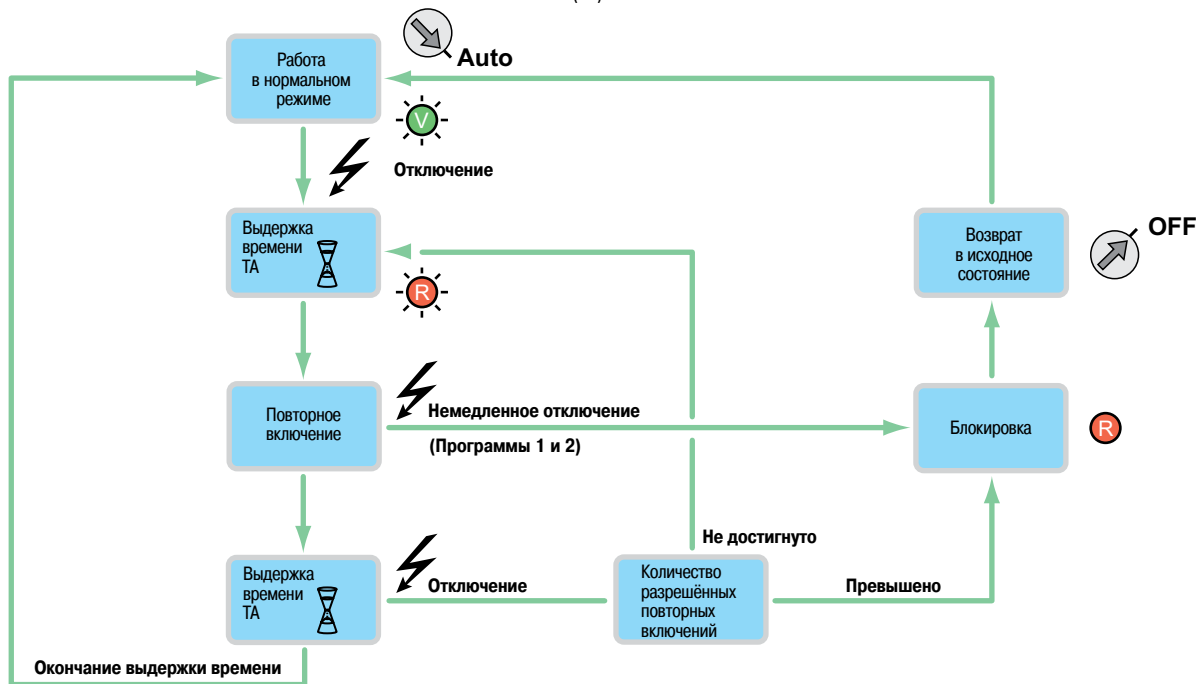 Работа
в нормальном
режиме
Auto
V
Отключение
Выдержка
времени
ТА
R
Возврат
в исходное
состояние
OFF
Повторное
включение
Немедленное отключение
(Программы 1 и 2)
Блокировка
R
Не достигнуто
Выдержка
времени
ТА
Отключение
Количество
разрешённых
повторных
включений
Превышено
Окончание выдержки времени